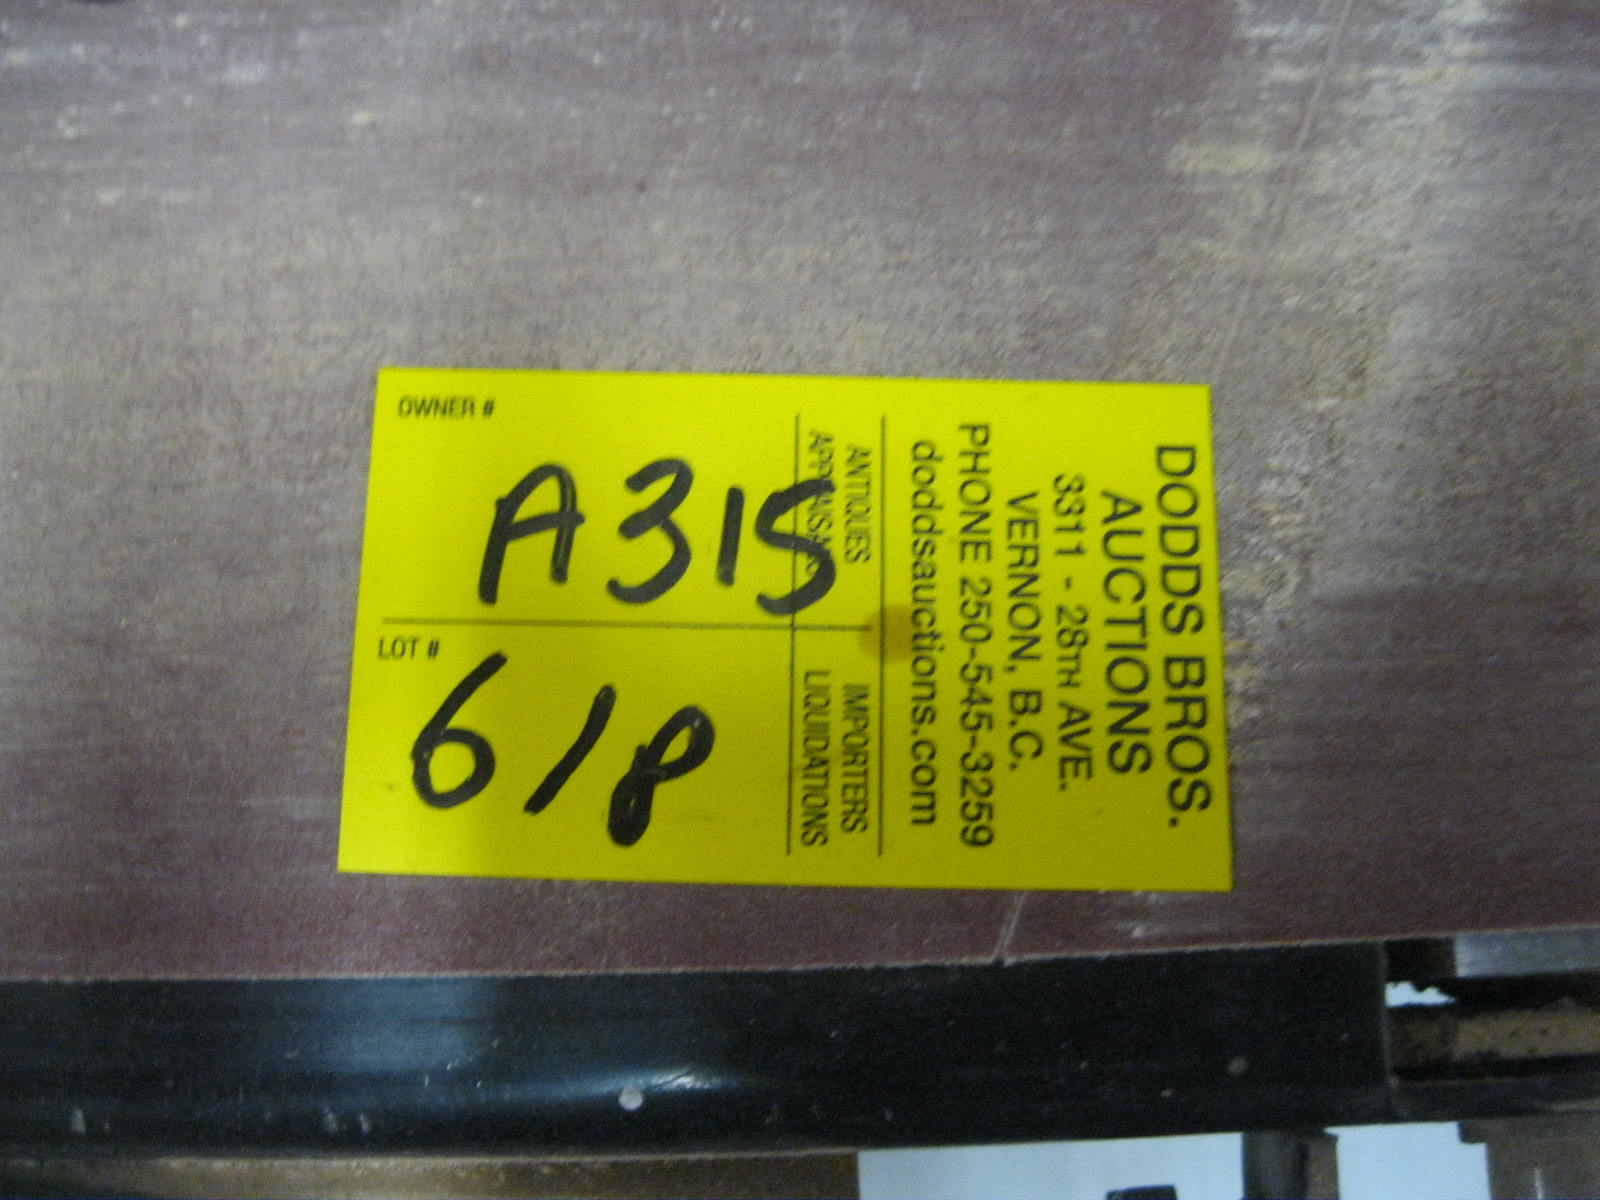 DODDS BROS.
AUCTIONS
3311 - 28TH AVE.
VERNON, B.C.
PHONE 250-545-3259
doddsauctions.com
ANTIQUES IMPORTERS
APPRAISALS LIQUIDATIONS
OWNER #
A315
LOT #
618